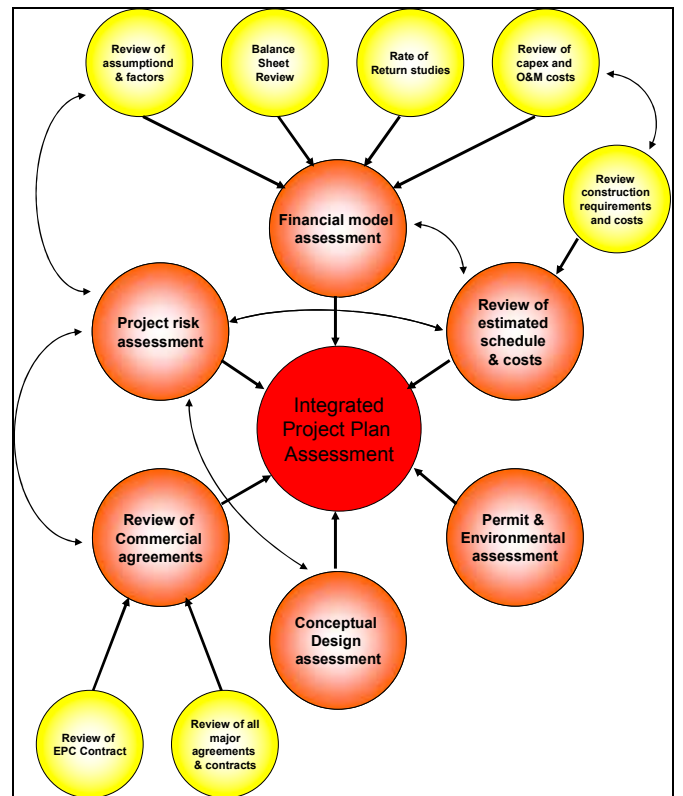 Review of
assumptiond
& factors
Balance
Sheet
Review
Rate of
Return studies
Review of
capex and
O&M costs
Review
construction
requirements
and costs
Financial model
assessment
Project risk
assessment
Review of
estimated
schedule
& costs
Integrated
Project Plan
Assessment
Review of
Commercial
agreements
Permit &
Environmental
assessment
Conceptual
Design
assessment
Review of
EPC Contract
Review of all
major
agreements
& contracts